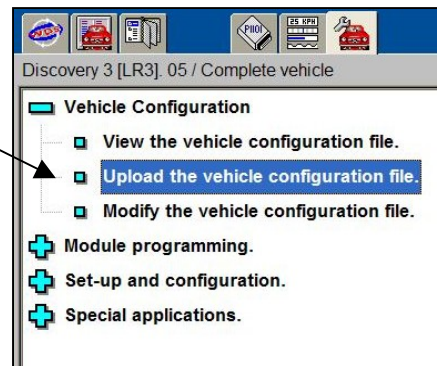 PILOT
25 KPH
Discovery 3 [LR3]. 05 / Complete vehicle
Vehicle Configuration
View the vehicle configuration file.
Upload the vehicle configuration file.
Modify the vehicle configuration file.
Module programming.
Set-up and configuration.
Special applications.